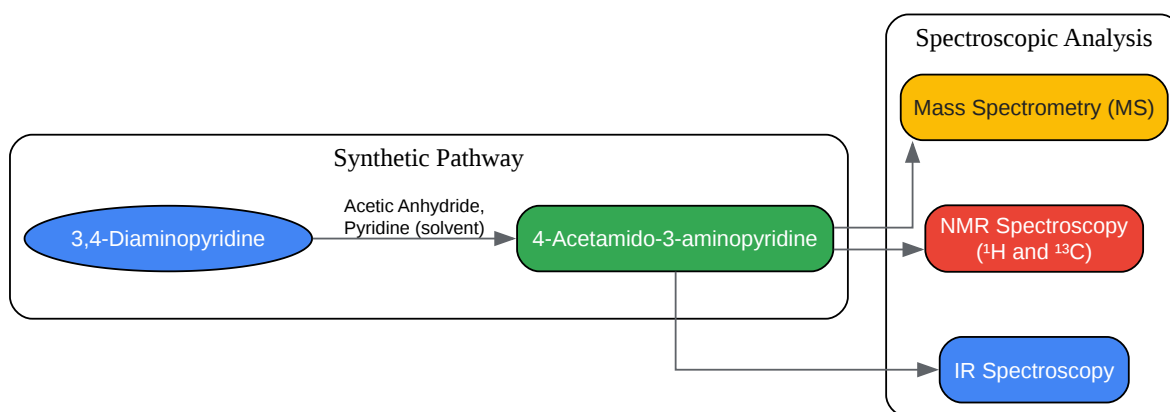 Spectroscopic Analysis
Mass Spectrometry (MS)
Synthetic Pathway
3,4-Diaminopyridine
Acetic Anhydride,
Pyridine (solvent)
4-Acetamido-3-aminopyridine
NMR Spectroscopy
(¹H and ¹³C)
IR Spectroscopy